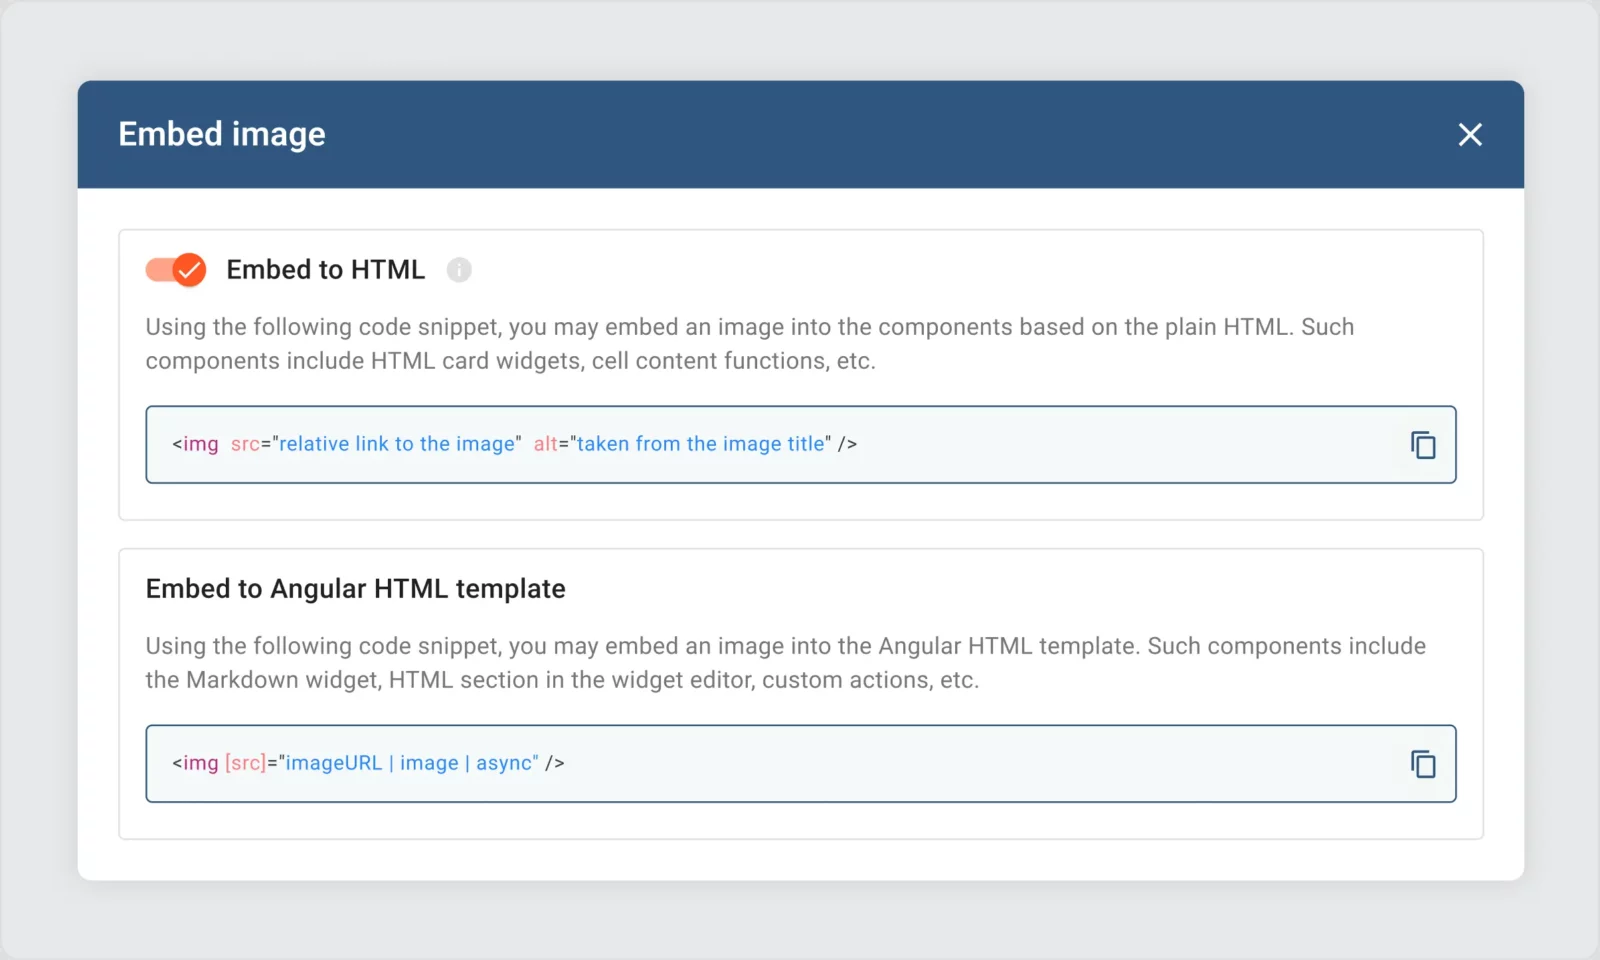 Embed image
Embed to HTML
Using the following code snippet, you may embed an image into the components based on the plain HTML. Such
components include HTML card widgets, cell content functions, etc.
<img src="relative link to the image" alt="taken from the image title" />
Embed to Angular HTML template
Using the following code snippet, you may embed an image into the Angular HTML template. Such components include
the Markdown widget, HTML section in the widget editor, custom actions, etc.
<img [src]="imageURL | image | async" />